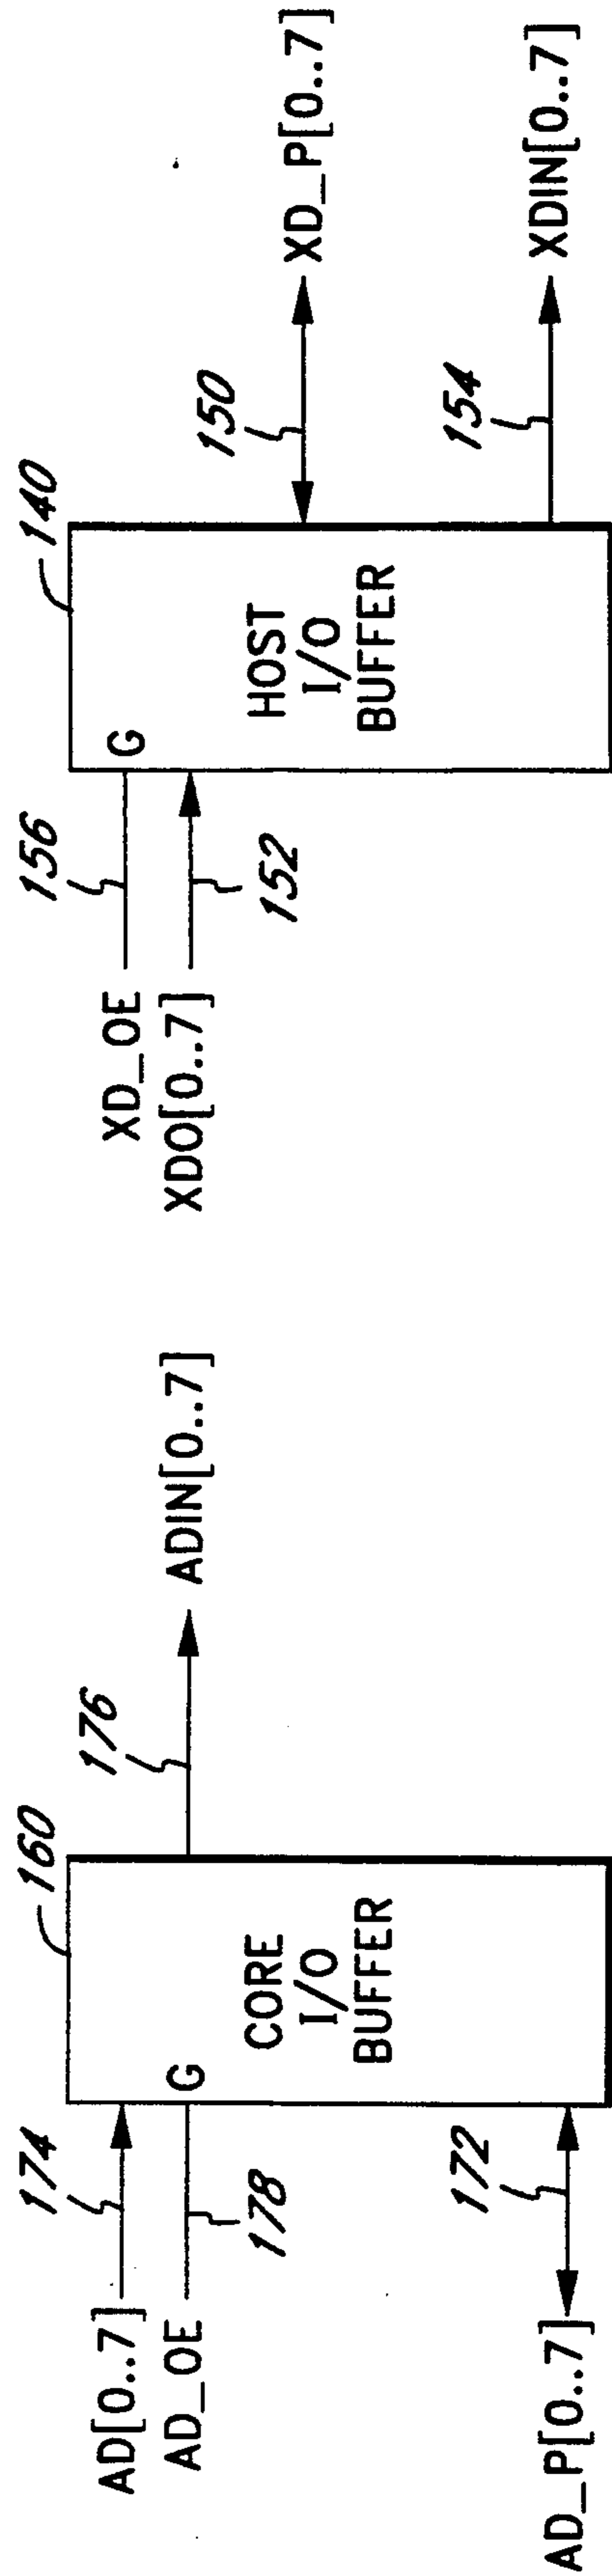 160
174
AD[0..7]
AD_OE
178
G
CORE
I/O
BUFFER
176
ADIN[0..7]
172
AD_P[0..7]
140
156
XD_OE
XDO[0..7]
152
G
HOST
I/O
BUFFER
150
XD_P[0..7]
154
XDIN[0..7]